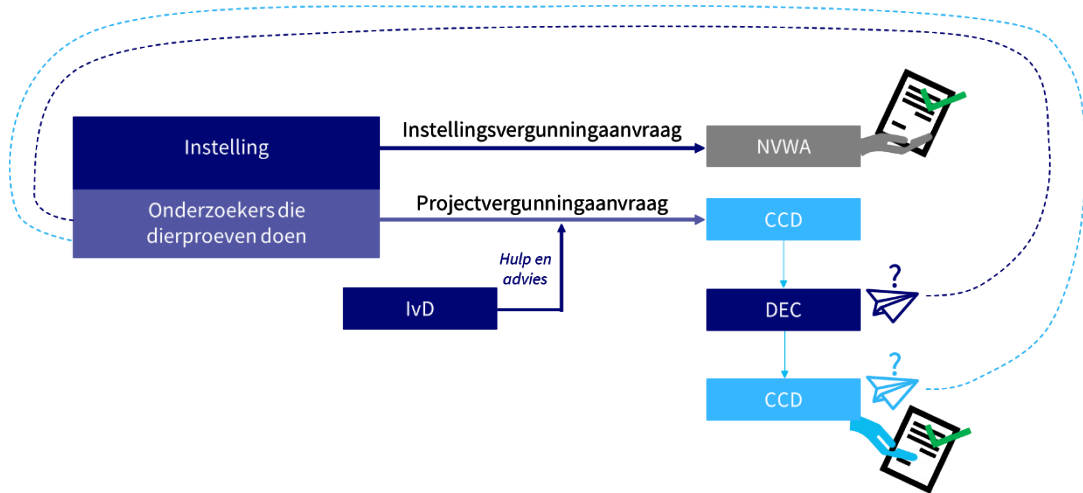 Instelling
Instellingsvergunningaanvraag
NVWA
Onderzoekers die
dierproeven doen
Projectvergunningaanvraag
CCD
Hulp en
advies
IvD
?
DEC
?
CCD